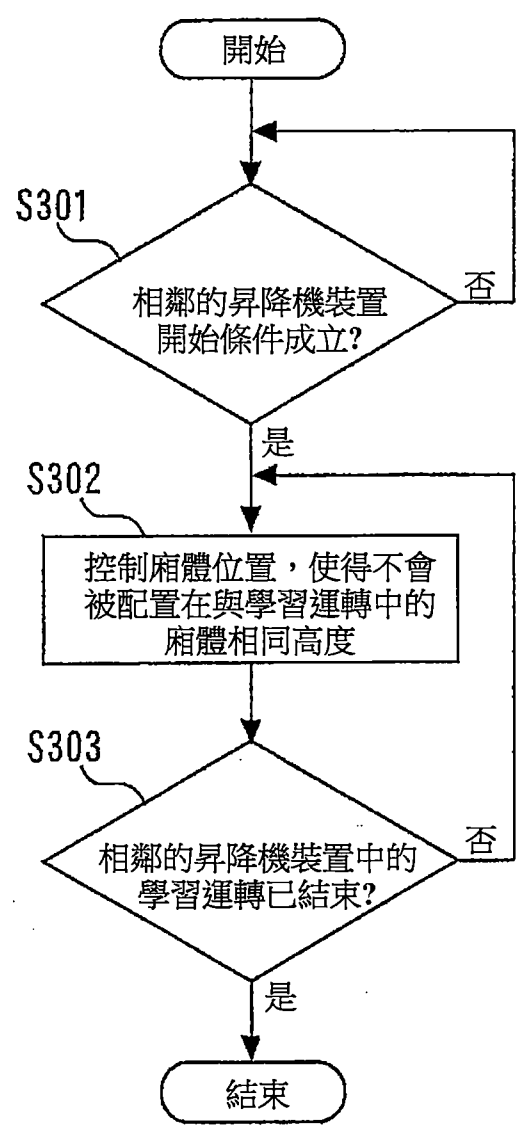 開始
S301
相鄰的昇降機裝置
開始條件成立?
否
是
S302
控制廂體位置，使得不會
被配置在與學習運轉中的
廂體相同高度
S303
相鄰的昇降機裝置中的
學習運轉已結束?
否
是
結束